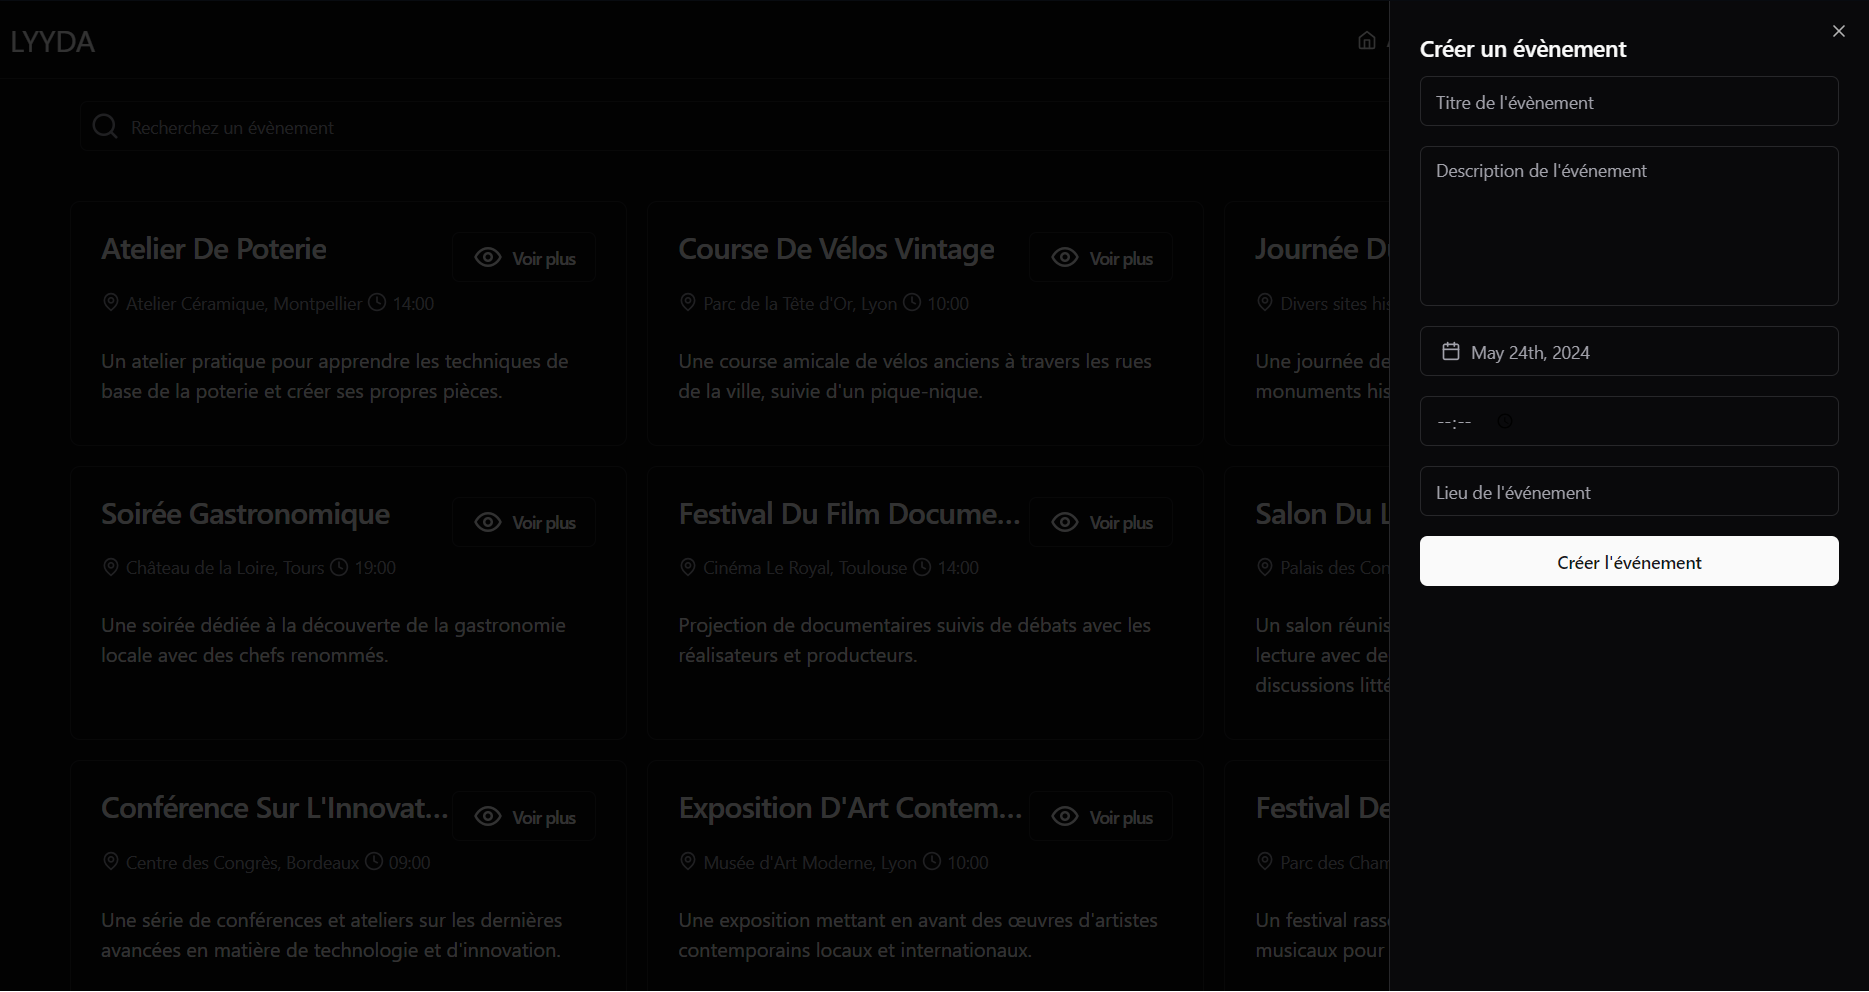 LYYDA
Recherchez un évènement
Atelier De Poterie
Voir plus
Atelier Céramique, Montpellier 14:00
Un atelier pratique pour apprendre les techniques de
base de la poterie et créer ses propres pièces.
Course De Vélos Vintage
Voir plus
Parc de la Tête d'Or, Lyon 10:00
Une course amicale de vélos anciens à travers les rues
de la ville, suivie d'un pique-nique.
Journée
Divers sites
Une journée de
monuments
Soirée Gastronomique
Voir plus
Château de la Loire, Tours 19:00
Une soirée dédiée à la découverte de la gastronomie
locale avec des chefs renommés.
Festival Du Film Docume...
Voir plus
Cinéma Le Royal, Toulouse 14:00
Projection de documentaires suivis de débats avec les
réalisateurs et producteurs.
Salon Du
Palais des
Un salon
lecture avec
discussions
Conférence Sur L'Innovat...
Voir plus
Centre des Congrès, Bordeaux 09:00
Une série de conférences et ateliers sur les dernières
avancées en matière de technologie et d'innovation.
Exposition D'Art Contem...
Voir plus
Musée d'Art Moderne, Lyon 10:00
Une exposition mettant en avant des œuvres d'artistes
contemporains locaux et internationaux.
Festival
Parc des
Un festival
musicaux pour
Créer un évènement
Titre de l'évènement
Description de l'événement
May 24th, 2024
--:--
Lieu de l'événement
Créer l'événement